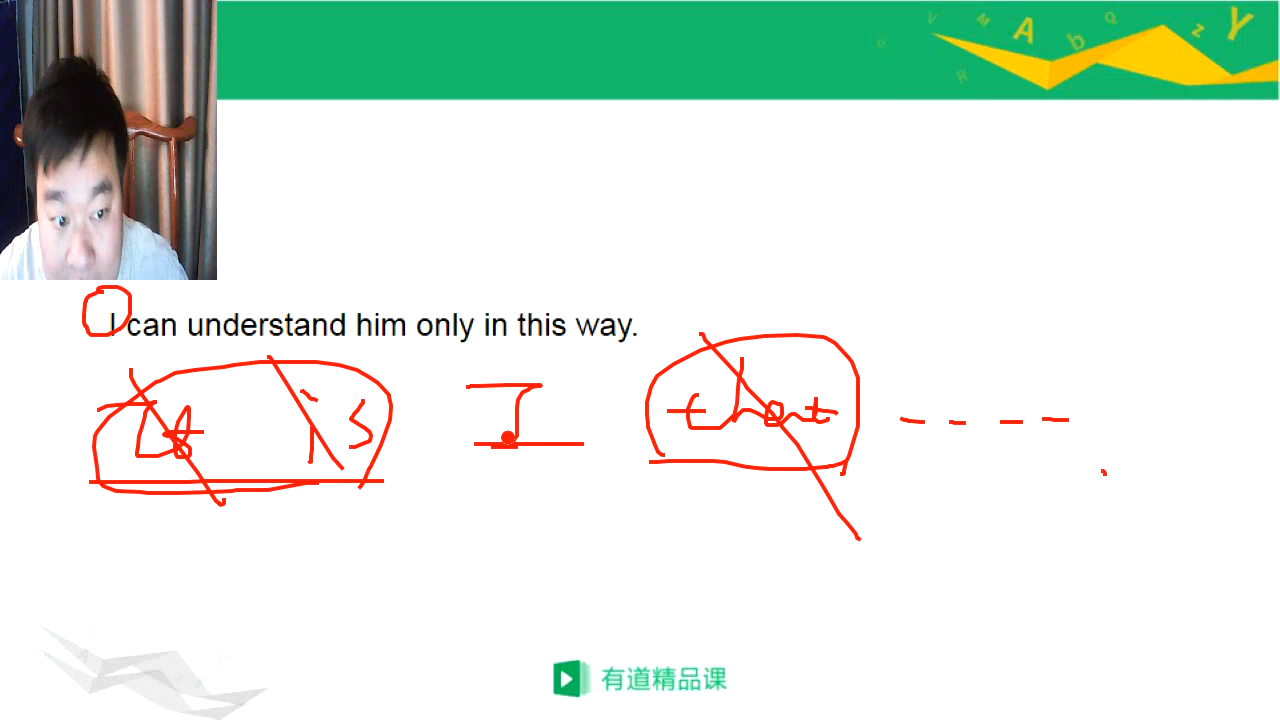 I can understand him only in this way.
It is I that ----.
有道精品课